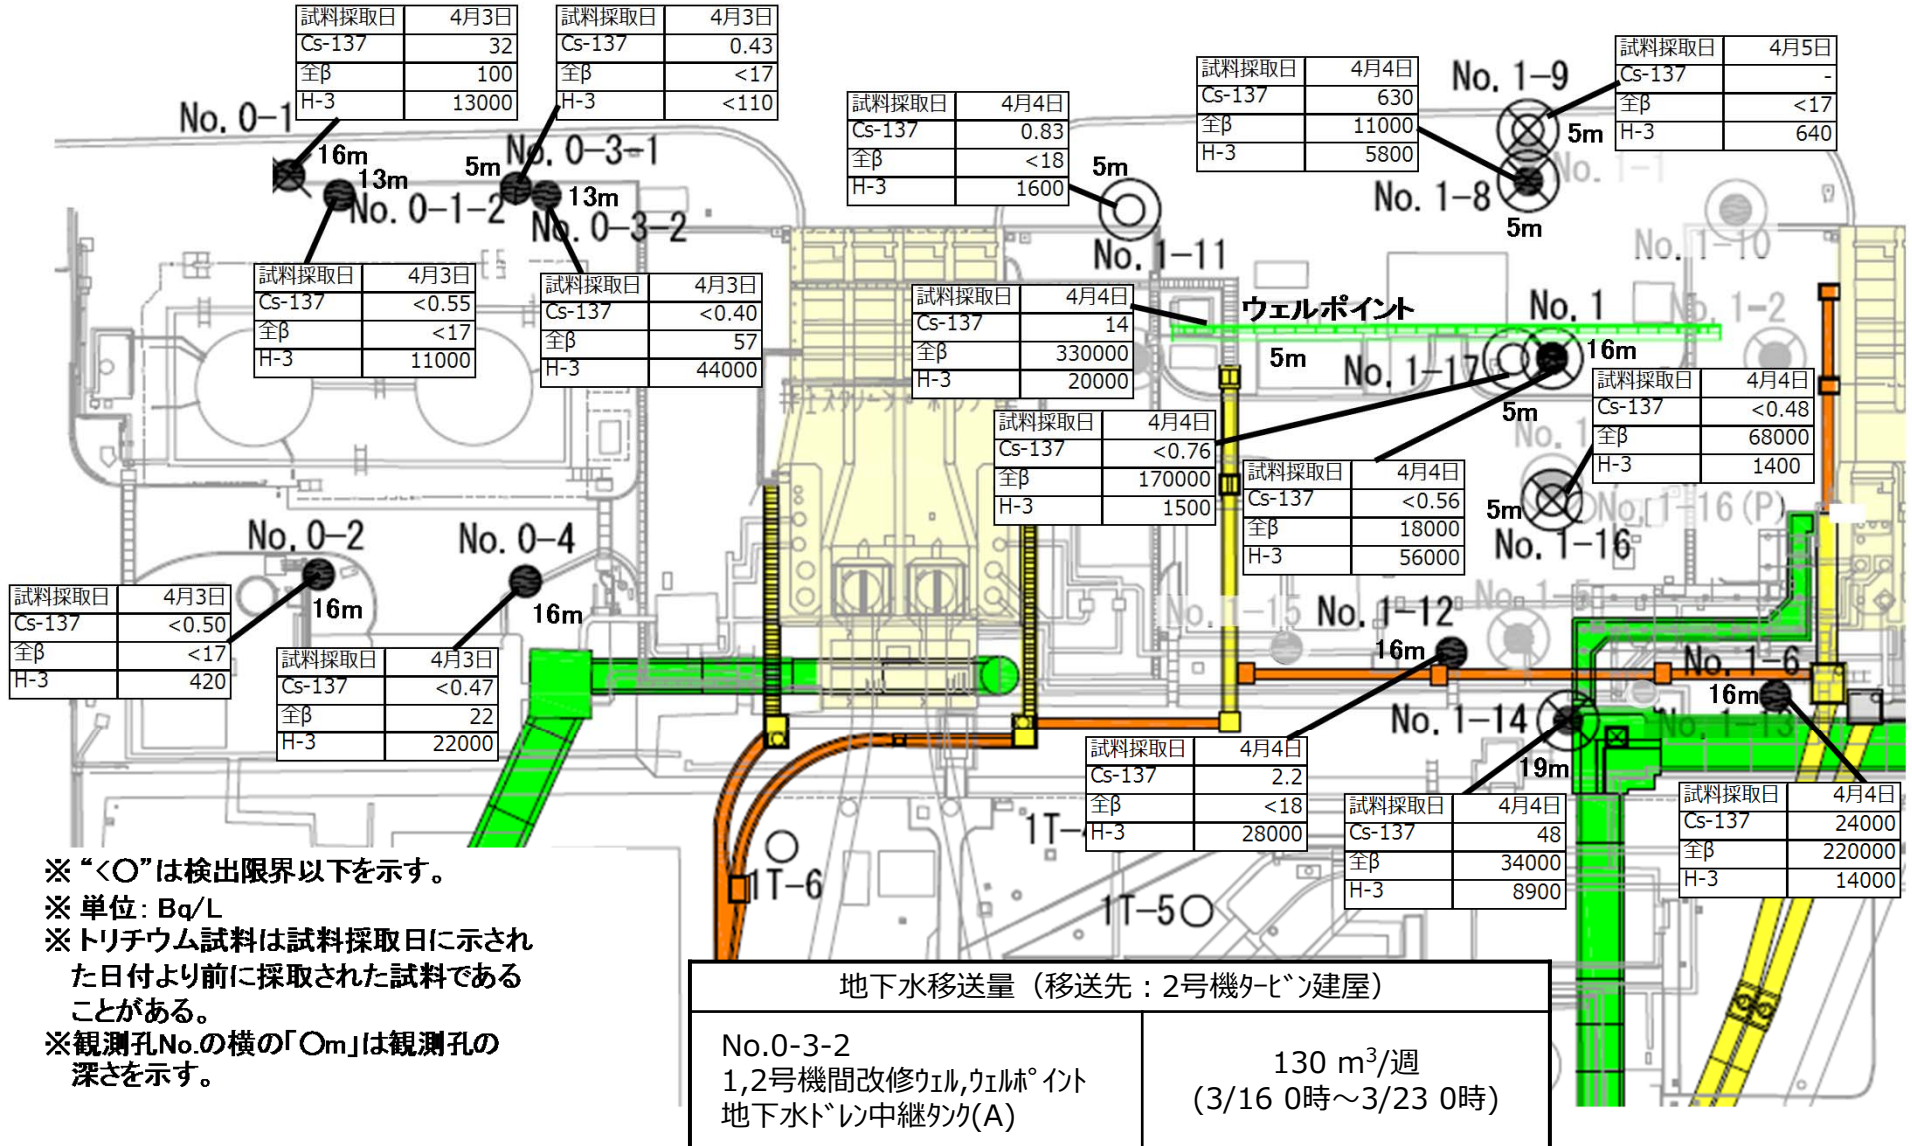 試料採取日 4月3日
Cs-137 32
全β 100
H-3 13000
試料採取日 4月3日
Cs-137 0.43
全β <17
H-3 <110
試料採取日 4月4日
Cs-137 0.83
全β <18
H-3 1600
試料採取日 4月4日
Cs-137 630
全β 11000
H-3 5800
試料採取日 4月5日
Cs-137 -
全β <17
H-3 640
No. 0-1
16m
13m
No. 0-1-2
5m
No. 0-3-1
13m
No. 0-3-2
5m
No. 1-11
No. 1-9
5m
No. 1-1
No. 1-8
5m
No. 1-10
試料採取日 4月3日
Cs-137 <0.55
全β <17
H-3 11000
試料採取日 4月3日
Cs-137 <0.40
全β 57
H-3 44000
試料採取日 4月4日
Cs-137 14
全β 330000
H-3 20000
ウェルポイント
5m
No. 1
16m
No. 1-2
No. 1-17
5m
試料採取日 4月4日
Cs-137 <0.76
全β 170000
H-3 1500
試料採取日 4月4日
Cs-137 <0.56
全β 18000
H-3 56000
試料採取日 4月4日
Cs-137 <0.48
全β 68000
H-3 1400
No. 1
5m
No. 1-16 (P)
No. 1-16
No. 0-2
16m
No. 0-4
16m
試料採取日 4月3日
Cs-137 <0.50
全β <17
H-3 420
試料採取日 4月3日
Cs-137 <0.47
全β 22
H-3 22000
No. 1-15
No. 1-12
16m
No. 1-5
No. 1-6
16m
No. 1-14
19m
No. 1-13
試料採取日 4月4日
Cs-137 2.2
全β <18
H-3 28000
試料採取日 4月4日
Cs-137 48
全β 34000
H-3 8900
試料採取日 4月4日
Cs-137 24000
全β 220000
H-3 14000
1T-6
1T-4
1T-5
※ “<○”は検出限界以下を示す。
※ 単位: Bq/L
※ トリチウム試料は試料採取日に示され
た日付より前に採取された試料である
ことがある。
※観測孔No.の横の「○m」は観測孔の
深さを示す。
地下水移送量（移送先：2号機ﾀｰﾋﾞﾝ建屋）
No.0-3-2
1,2号機間改修ｳｪﾙ,ｳｪﾙﾎﾟｲﾝﾄ
地下水ﾄﾞﾚﾝ中継ﾀﾝｸ(A)
130 m³/週
(3/16 0時～3/23 0時)